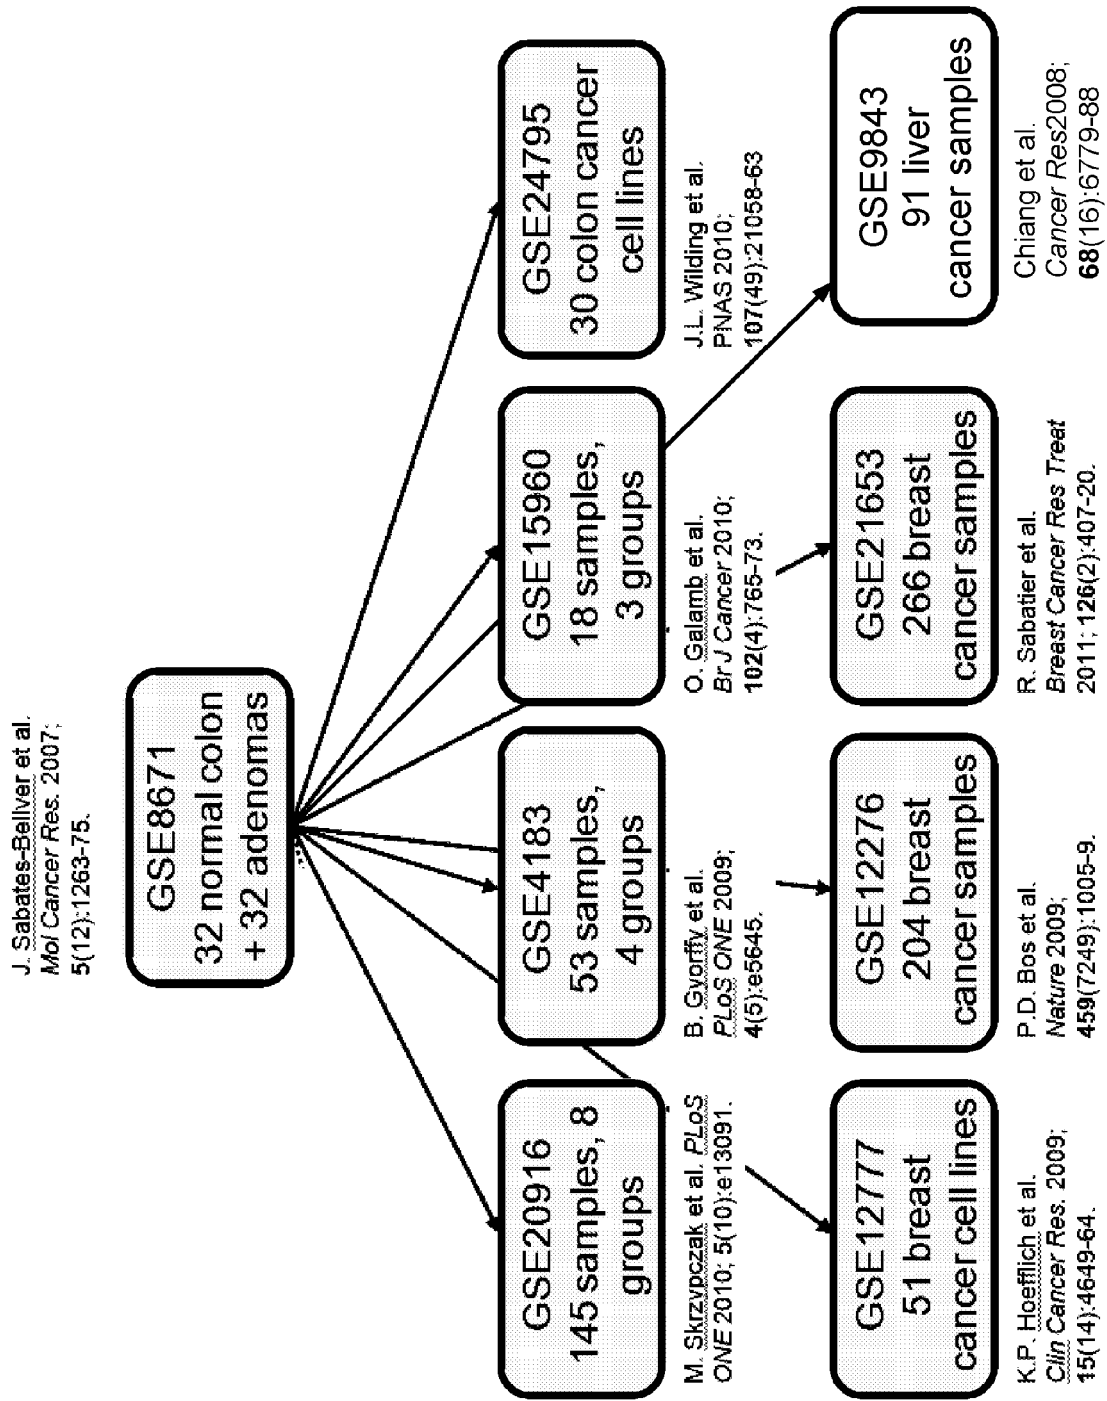 J. Sabates-Bellver et al.
Mol Cancer Res. 2007;
5(12):1263-75.
GSE8671
32 normal colon
+ 32 adenomas
GSE20916
145 samples, 8
groups
M. Skrzypczak et al. PLoS
ONE 2010; 5(10):e13091.
GSE4183
53 samples,
4 groups
B. Gyorffy et al.
PLoS ONE 2009;
4(5):e5645.
GSE15960
18 samples,
3 groups
O. Galamb et al.
Br J Cancer 2010;
102(4):765-73.
GSE24795
30 colon cancer
cell lines
J.L. Wilding et al.
PNAS 2010;
107(49):21058-63
GSE12777
51 breast
cancer cell lines
K.P. Hoefflich et al.
Clin Cancer Res. 2009;
15(14):4649-64.
GSE12276
204 breast
cancer samples
P.D. Bos et al.
Nature 2009;
459(7249):1005-9.
GSE21653
266 breast
cancer samples
R. Sabatier et al.
Breast Cancer Res Treat
2011; 126(2):407-20.
GSE9843
91 liver
cancer samples
Chiang et al.
Cancer Res2008;
68(16):6779-88